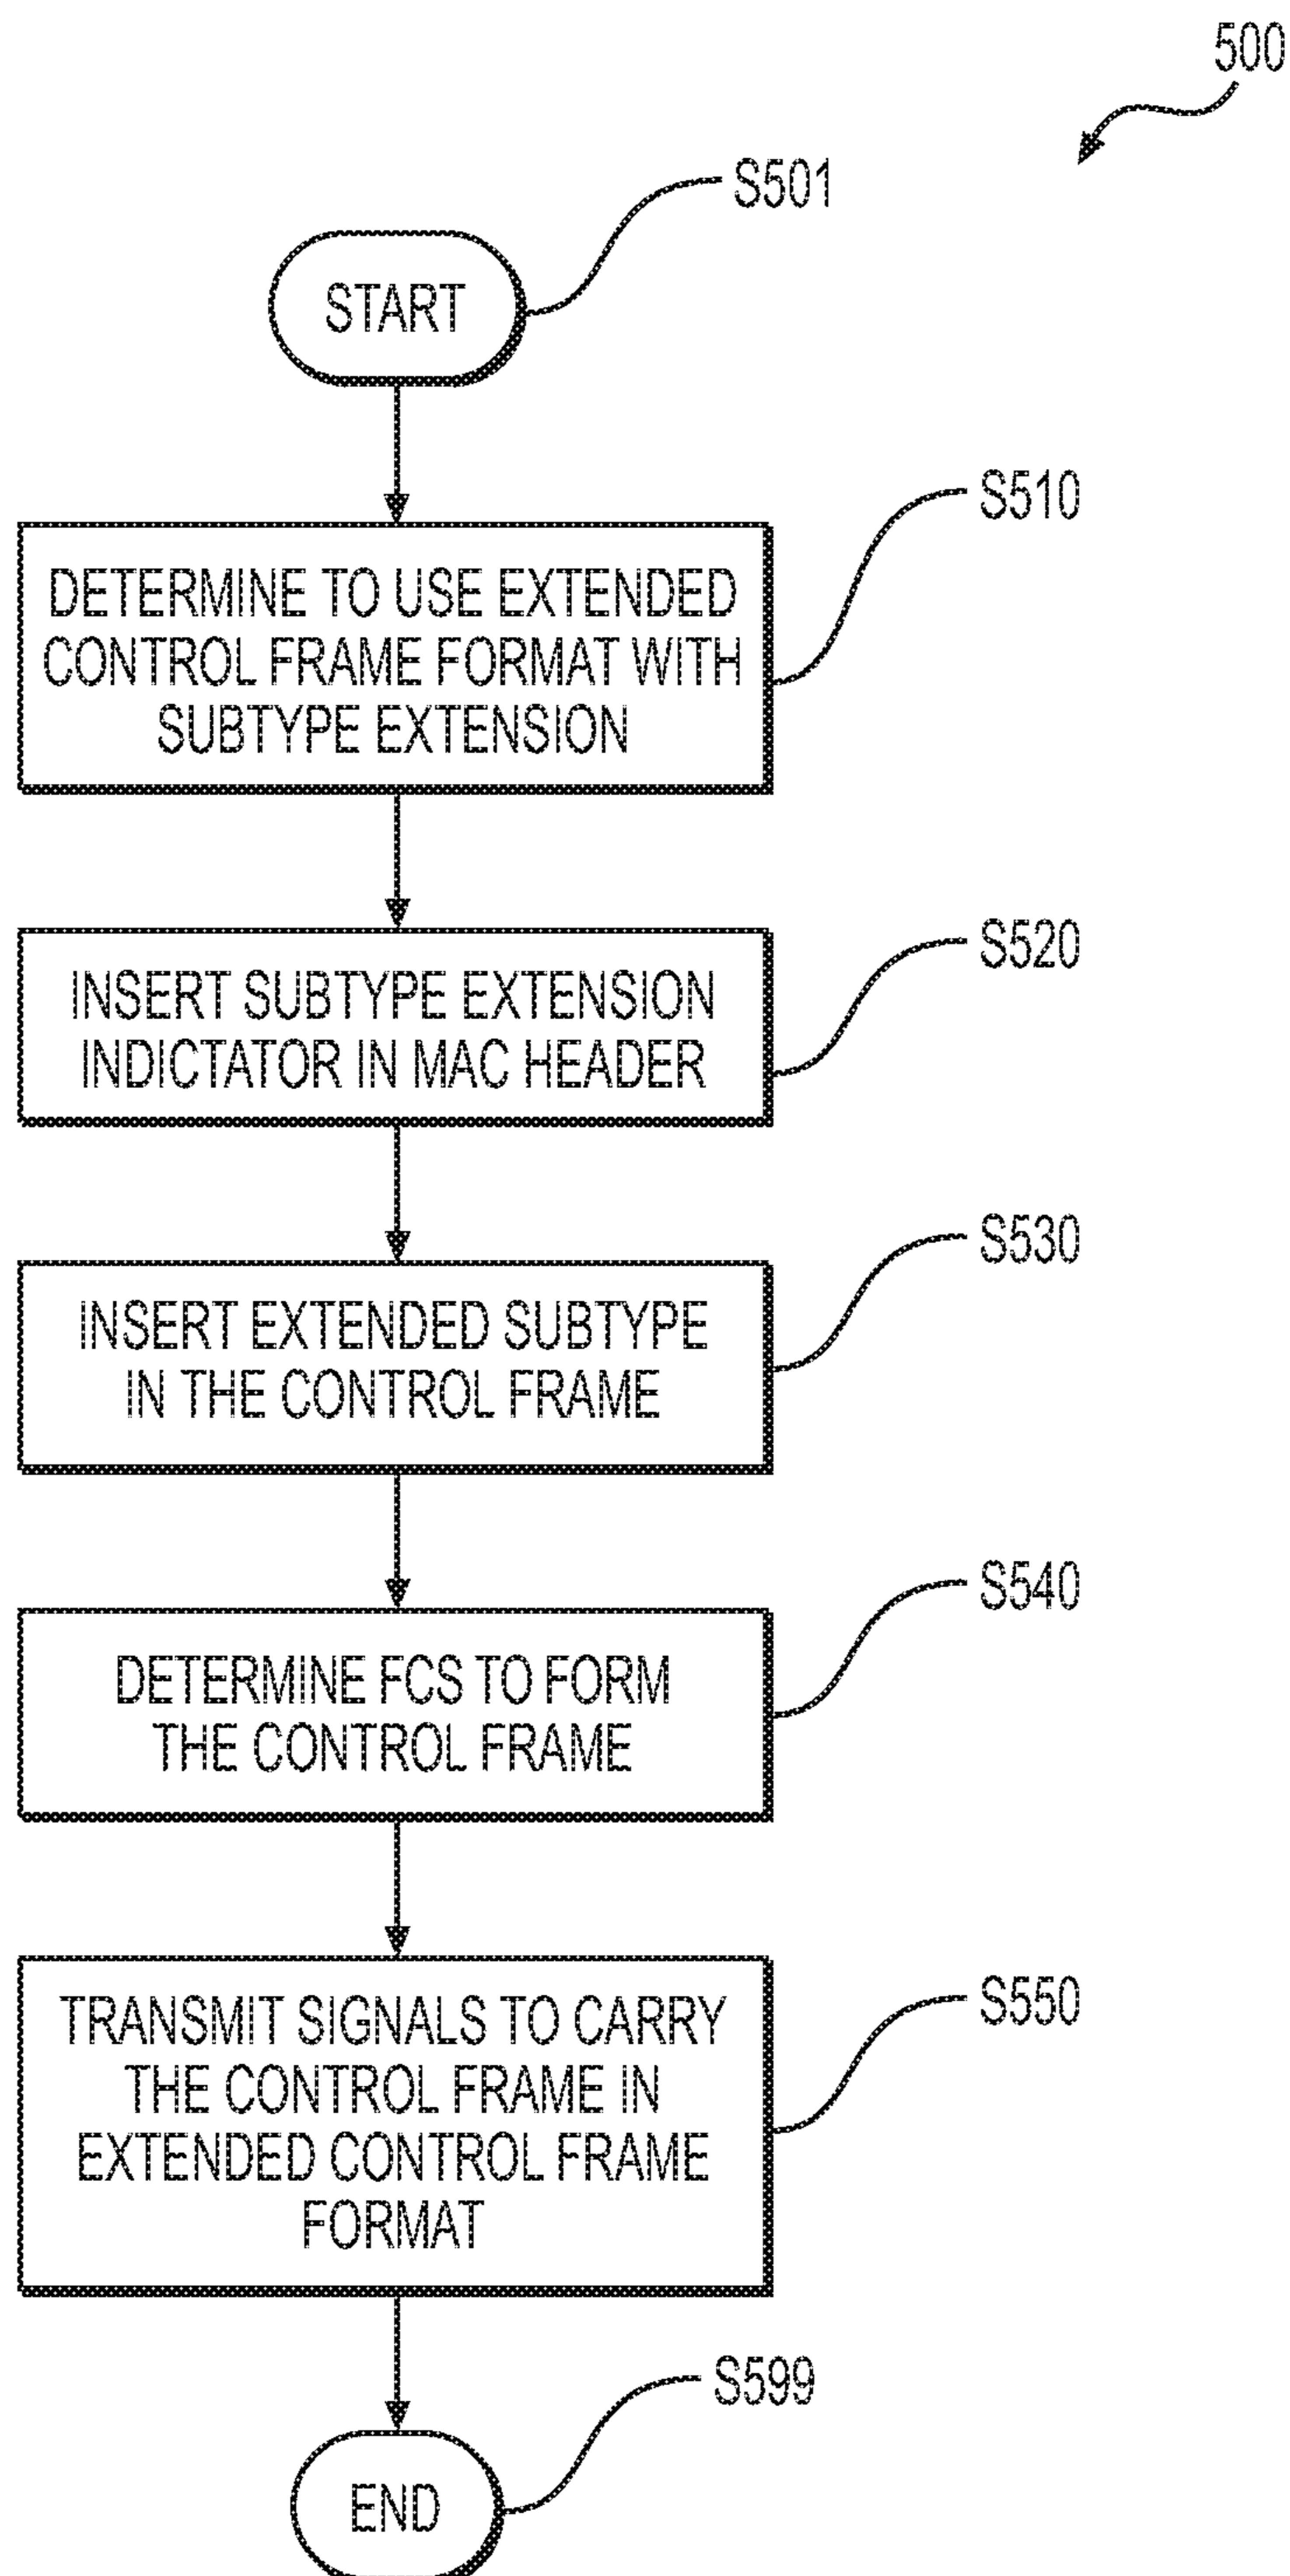 500
S501
START
S510
DETERMINE TO USE EXTENDED
CONTROL FRAME FORMAT WITH
SUBTYPE EXTENSION
S520
INSERT SUBTYPE EXTENSION
INDICTATOR IN MAC HEADER
S530
INSERT EXTENDED SUBTYPE
IN THE CONTROL FRAME
S540
DETERMINE FCS TO FORM
THE CONTROL FRAME
S550
TRANSMIT SIGNALS TO CARRY
THE CONTROL FRAME IN
EXTENDED CONTROL FRAME
FORMAT
S599
END